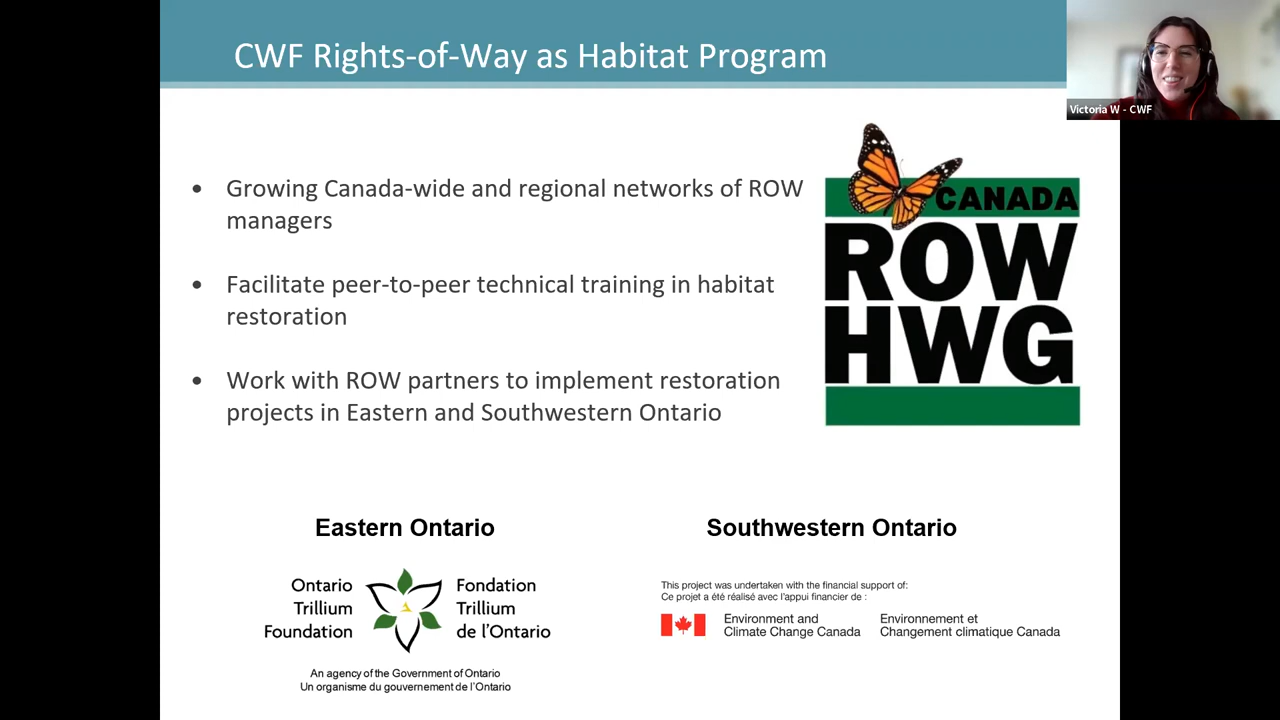 CWF Rights-of-Way as Habitat Program
Victoria W - CWF
• Growing Canada-wide and regional networks of ROW
managers
• Facilitate peer-to-peer technical training in habitat
restoration
• Work with ROW partners to implement restoration
projects in Eastern and Southwestern Ontario
CANADA
ROW
HWG
Eastern Ontario
Ontario
Trillium
Foundation
Fondation
Trillium
de l'Ontario
An agency of the Government of Ontario
Un organisme du gouvernement de l'Ontario
Southwestern Ontario
This project was undertaken with the financial support of:
Ce projet a été réalisé avec l'appui financier de :
Environment and
Climate Change Canada
Environnement et
Changement climatique Canada